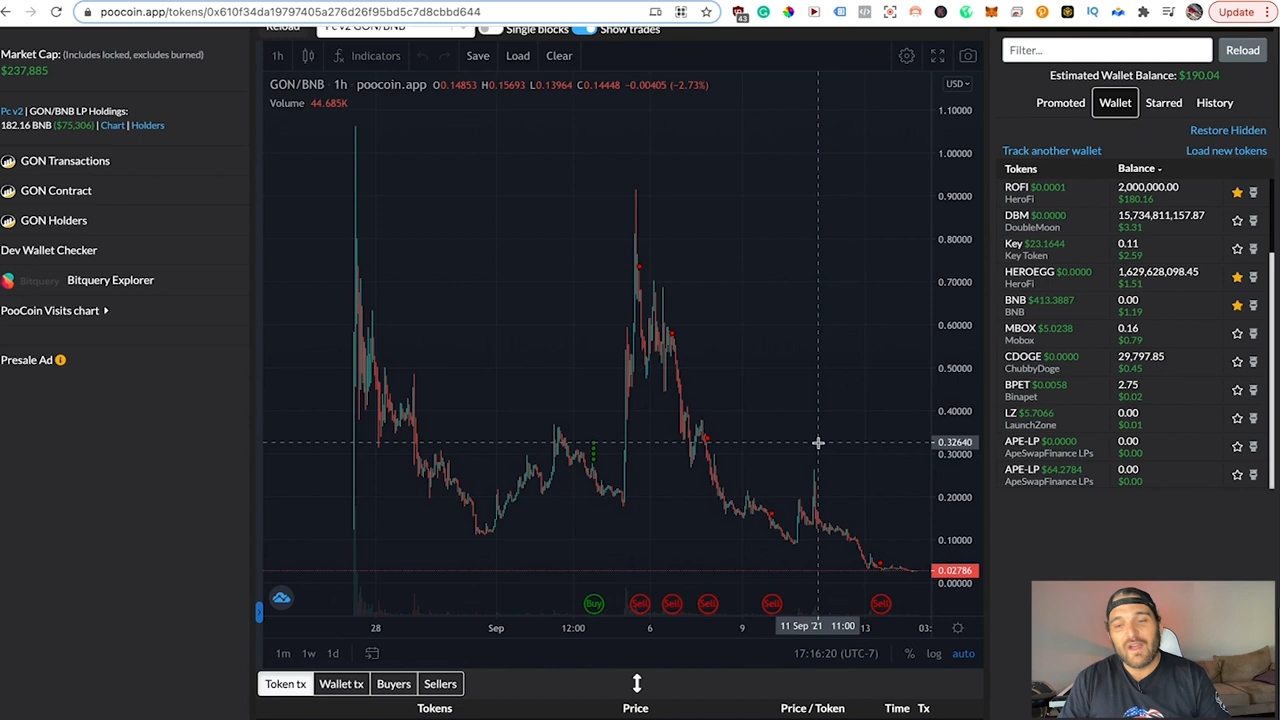 poocoin.app/tokens/0x610f34da19797405a276d26f95bd5c7d8cbbd644
43
Update
Market Cap: (Includes locked, excludes burned)
$237,885
Pc v2 | GON/BNB LP Holdings:
182.16 BNB ($75,306) | Chart | Holders
GON Transactions
GON Contract
GON Holders
Dev Wallet Checker
Bitquery Bitquery Explorer
PooCoin Visits chart
Presale Ad
Reload Pc v2 GON/BNB Single blocks Show trades
1h Indicators Save Load Clear
GON/BNB · 1h · poocoin.app O0.14853 H0.15693 L0.13964 C0.14448 −0.00405 (−2.73%)
Volume 44.685K
USD
1.10000
1.00000
0.90000
0.80000
0.70000
0.60000
0.50000
0.40000
0.32640
0.30000
0.20000
0.10000
0.02786
0.00000
Buy Sell Sell Sell Sell Sell
28 Sep 12:00 6 9 11 Sep '21 11:00 13 03:
1m 1w 1d 17:16:20 (UTC-7) % log auto
Token tx Wallet tx Buyers Sellers
Tokens Price Price / Token Time Tx
Filter... Reload
Estimated Wallet Balance: $190.04
Promoted Wallet Starred History
Restore Hidden
Track another wallet Load new tokens
Tokens Balance
ROFI $0.0001 2,000,000.00
HeroFi $180.16
DBM $0.0000 15,734,811,157.87
DoubleMoon $3.31
Key $23.1644 0.11
Key Token $2.59
HEROEGG $0.0000 1,629,628,098.45
HeroFi $1.51
BNB $413.3887 0.00
BNB $1.19
MBOX $5.0238 0.16
Mobox $0.79
CDOGE $0.0000 29,797.85
ChubbyDoge $0.45
BPET $0.0058 2.75
Binapet $0.02
LZ $5.7066 0.00
LaunchZone $0.01
APE-LP $0.0000 0.00
ApeSwapFinance LPs $0.00
APE-LP $64.2784 0.00
ApeSwapFinance LPs $0.00